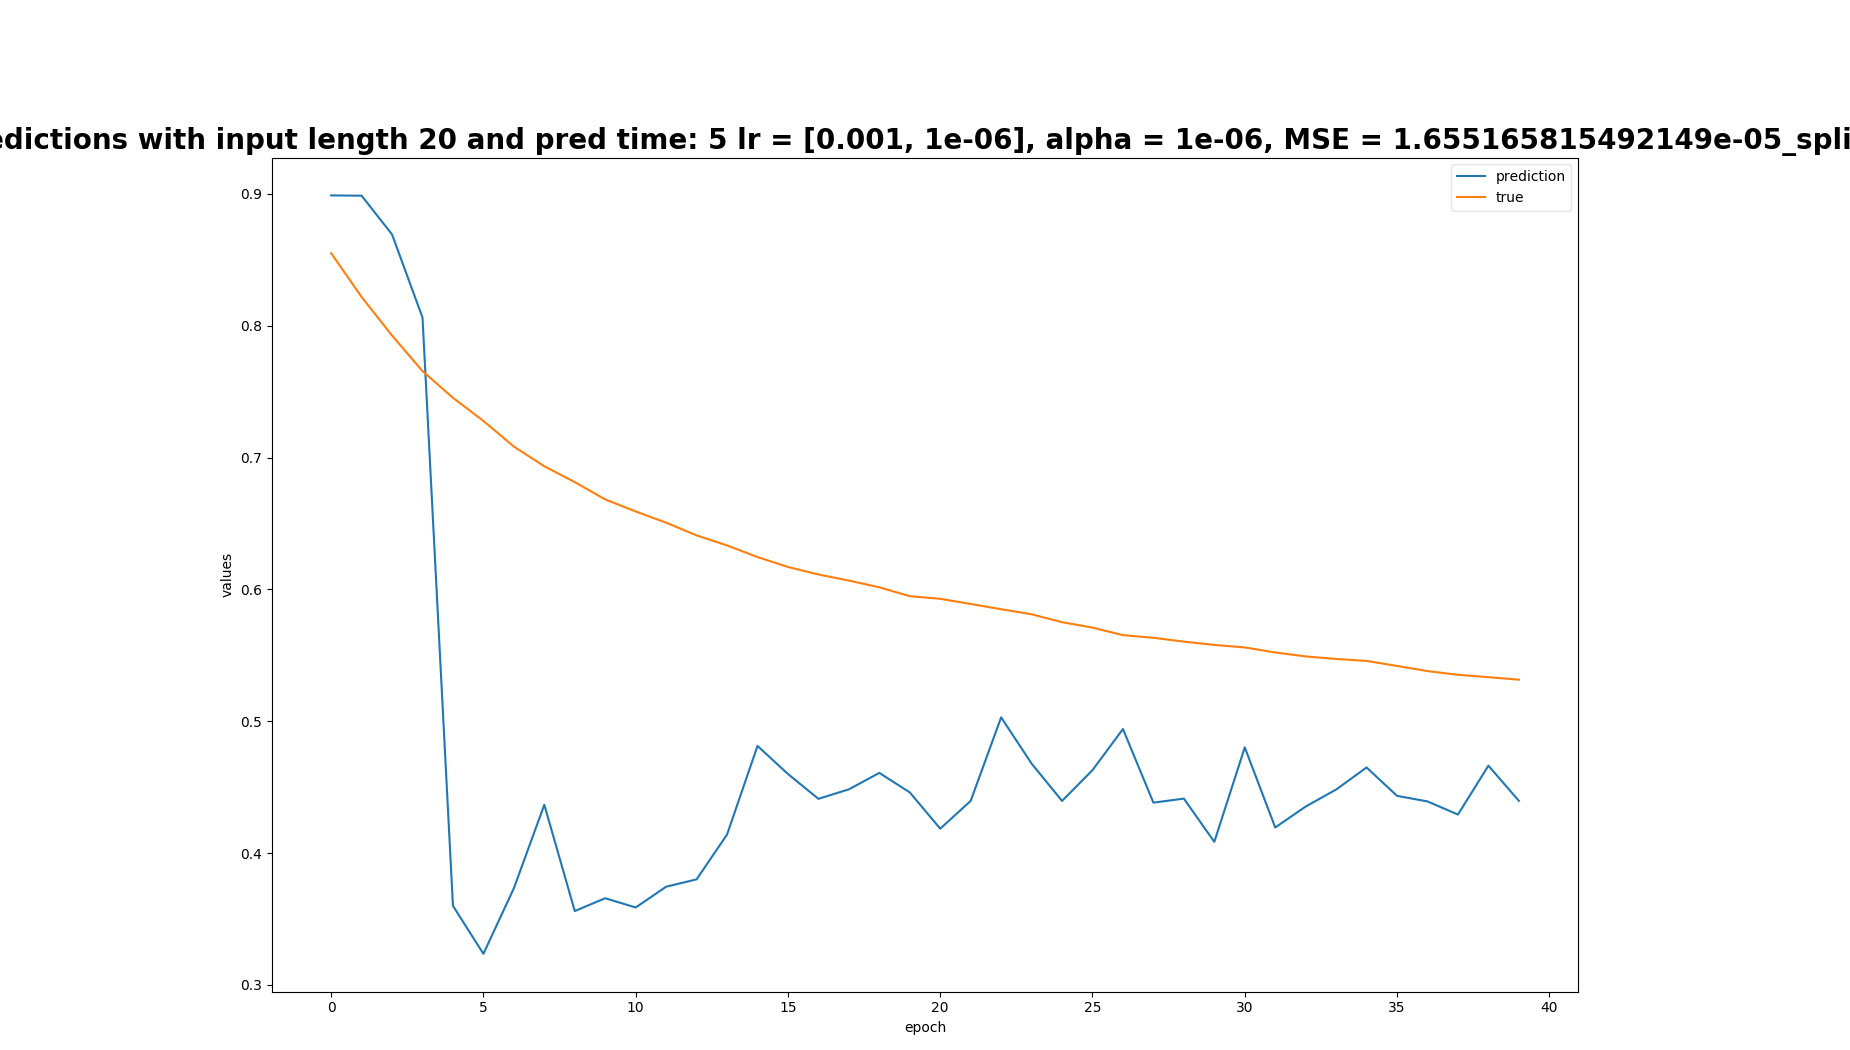 edictions with input length 20 and pred time: 5 lr = [0.001, 1e-06], alpha = 1e-06, MSE = 1.655165815492149e-05_spli
prediction
true
0.9
0.8
0.7
0.6
0.5
0.4
0.3
values
0 5 10 15 20 25 30 35 40
epoch